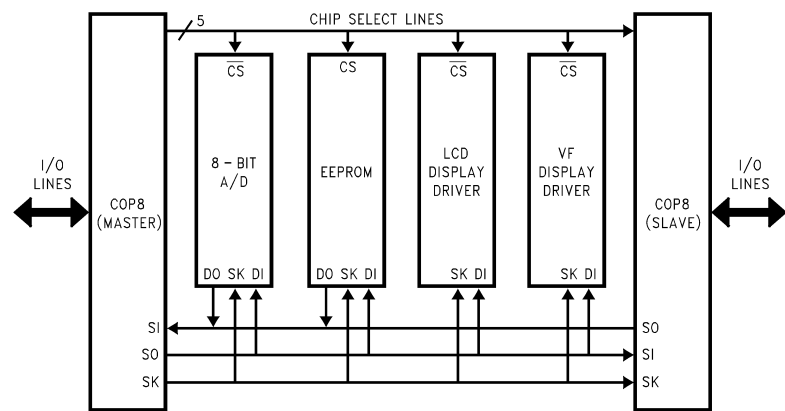 5 CHIP SELECT LINES
CS CS CS CS
I/O
LINES
COP8
(MASTER)
8 - BIT
A/D
EEPROM
LCD
DISPLAY
DRIVER
VF
DISPLAY
DRIVER
COP8
(SLAVE)
I/O
LINES
DO SK DI DO SK DI SK DI SK DI
SI SO
SO SI
SK SK